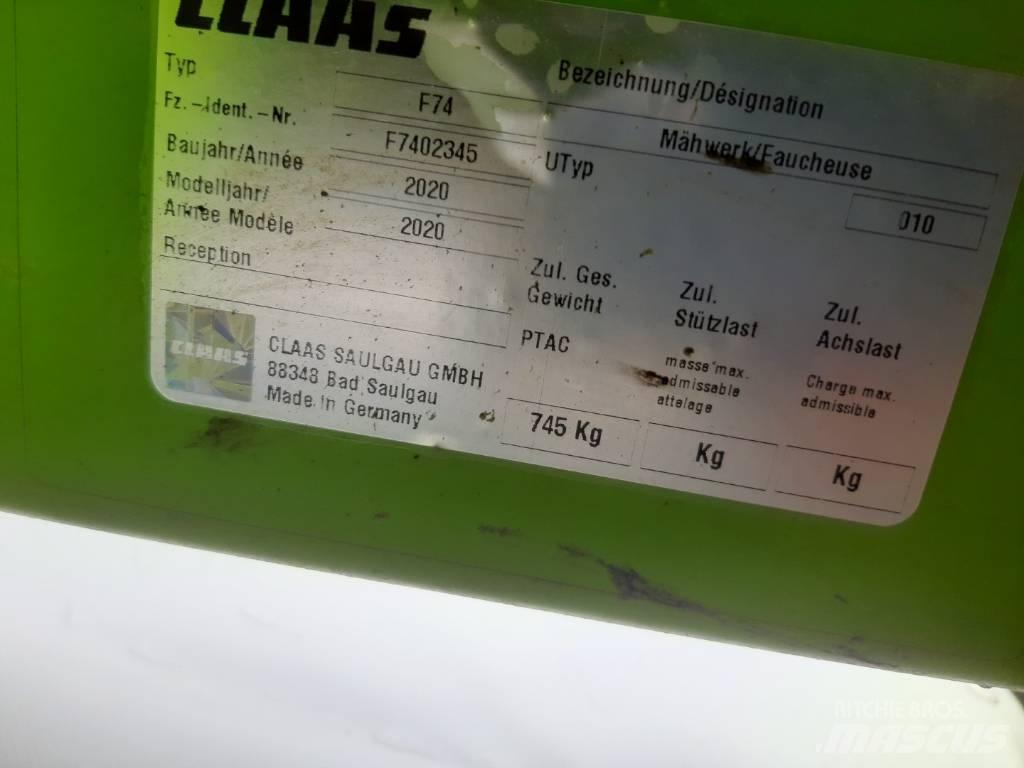 CLAAS
Typ F74
Fz.-Ident.-Nr. F7402345
Baujahr/Année 2020
Modelljahr/
Année Modèle 2020
Reception
Bezeichnung/Désignation
Mähwerk/Faucheuse
UTyp 010
CLAAS
CLAAS SAULGAU GMBH
88348 Bad Saulgau
Made in Germany
Zul. Ges.
Gewicht
PTAC
745 Kg
Zul.
Stützlast
masse max.
admissable
attelage
Kg
Zul.
Achslast
Charge max.
admissible
Kg
RITCHIE BROS.
MASCUS